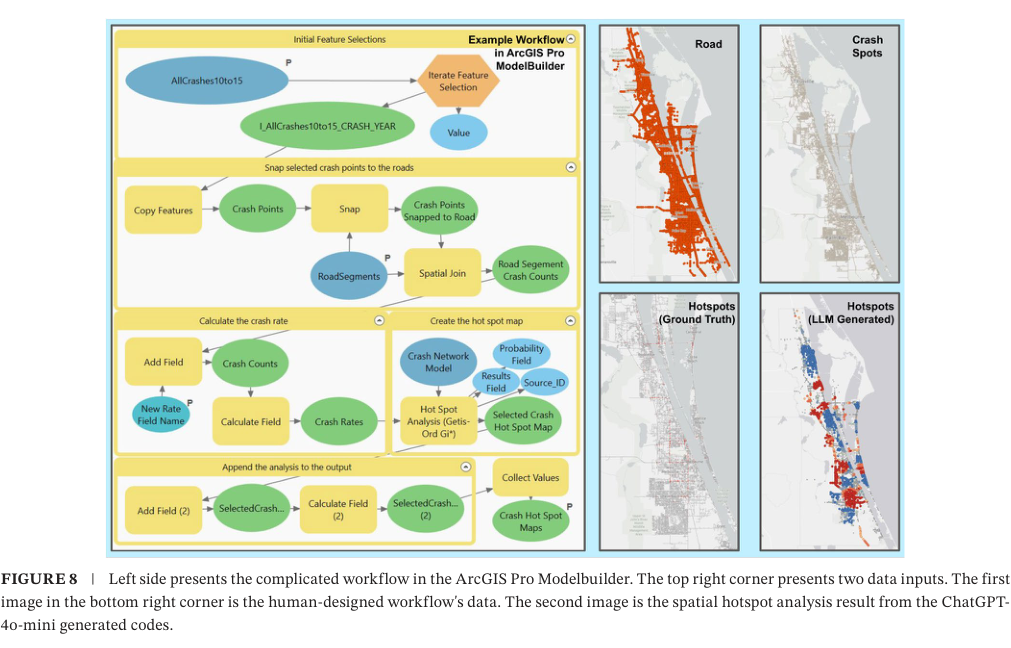 Initial Feature Selections
Example Workflow
in ArcGIS Pro
ModelBuilder
AllCrashes10to15
P
Iterate Feature
Selection
I_AllCrashes10to15_CRASH_YEAR
Value
Snap selected crash points to the roads
Copy Features
Crash Points
Snap
Crash Points
Snapped to Road
RoadSegments
P
Spatial Join
Road Segement
Crash Counts
Calculate the crash rate
Add Field
Crash Counts
New Rate
Field Name
P
Calculate Field
Crash Rates
Create the hot spot map
Crash Network
Model
Probability
Field
Results
Field
Source_ID
Hot Spot
Analysis (Getis-
Ord Gi*)
Selected Crash
Hot Spot Map
Append the analysis to the output
Add Field (2)
SelectedCrash...
Calculate Field
(2)
SelectedCrash...
(2)
Collect Values
Crash Hot Spot
Maps
P
Road
Crash
Spots
Hotspots
(Ground Truth)
Hotspots
(LLM Generated)
FIGURE 8 | Left side presents the complicated workflow in the ArcGIS Pro Modelbuilder. The top right corner presents two data inputs. The first
image in the bottom right corner is the human-designed workflow's data. The second image is the spatial hotspot analysis result from the ChatGPT-
4o-mini generated codes.